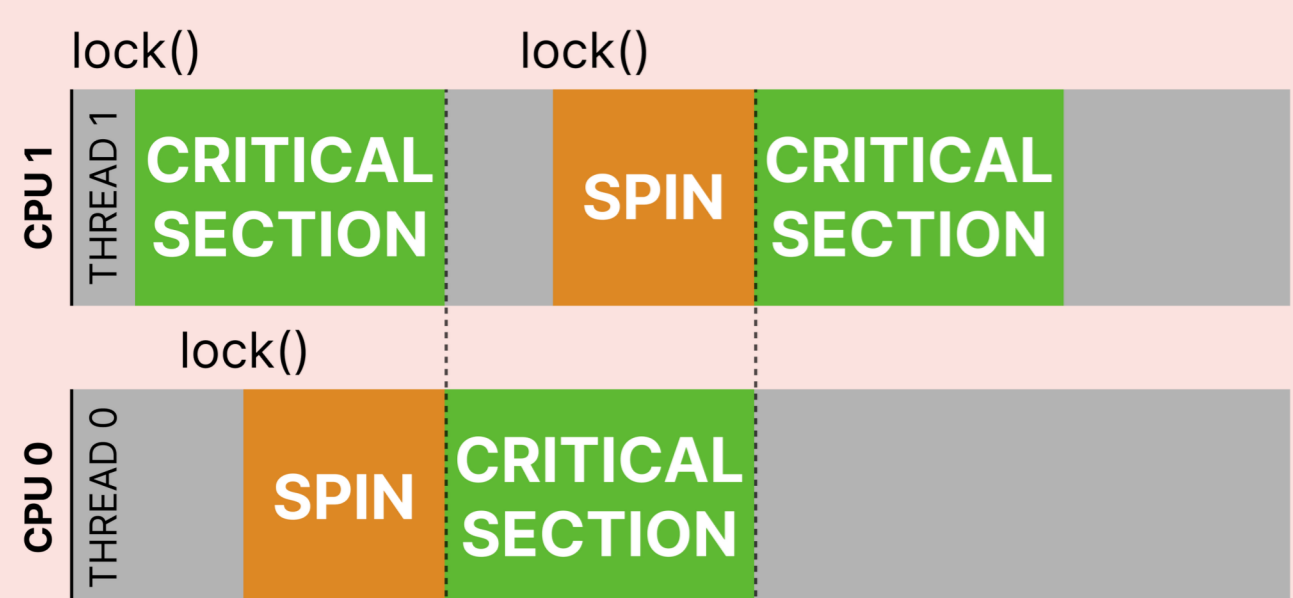 lock()
lock()
CPU 1
THREAD 1
CRITICAL
SECTION
SPIN
CRITICAL
SECTION
lock()
CPU 0
THREAD 0
SPIN
CRITICAL
SECTION